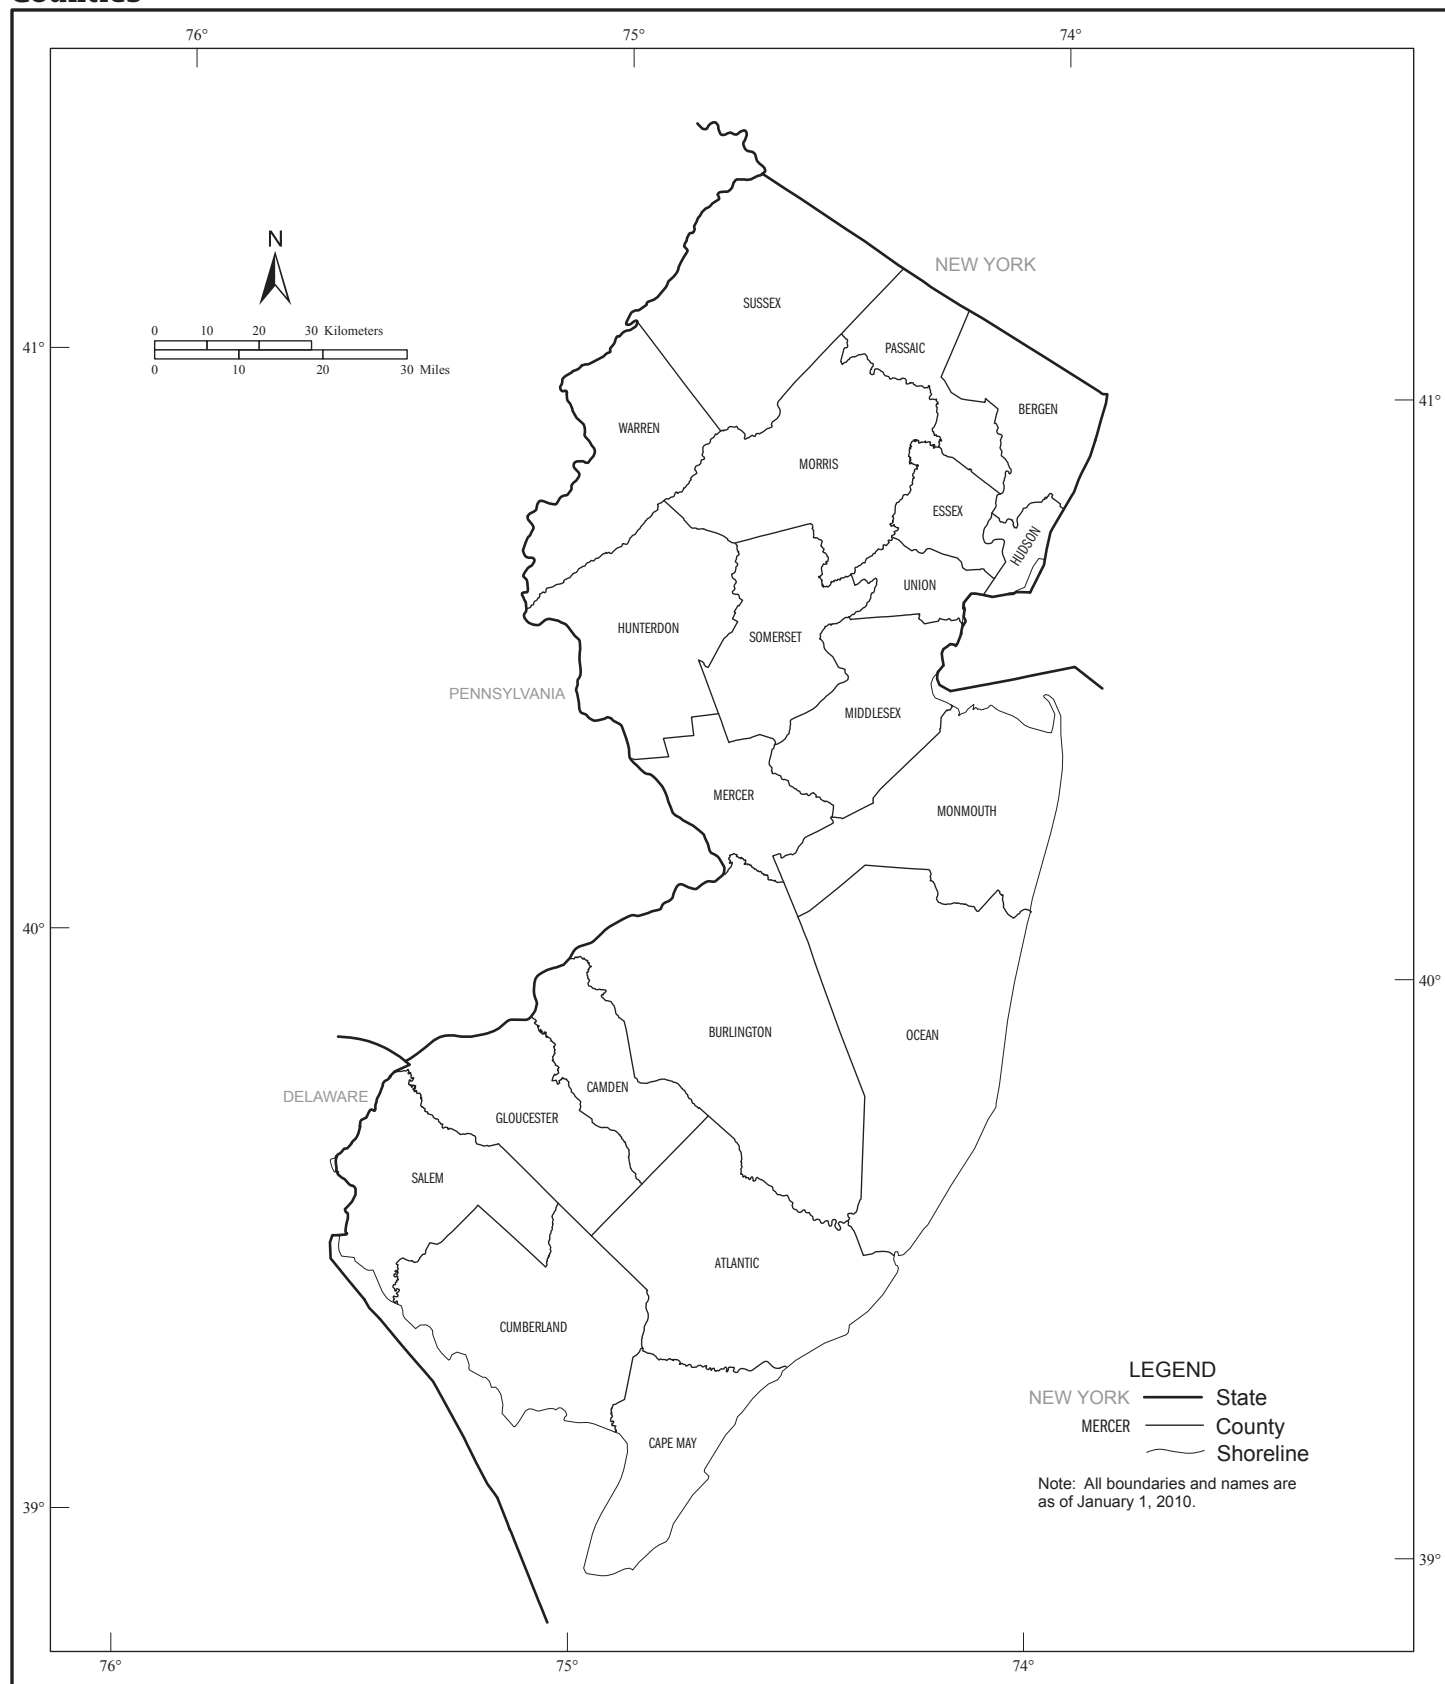 Counties
76° 75° 74°
N
NEW YORK
SUSSEX
0 10 20 30 Kilometers
0 10 20 30 Miles
41°
PASSAIC
41°
BERGEN
WARREN
MORRIS
ESSEX
HUDSON
UNION
HUNTERDON
SOMERSET
PENNSYLVANIA
MIDDLESEX
MERCER
MONMOUTH
40°
40°
BURLINGTON
OCEAN
CAMDEN
DELAWARE
GLOUCESTER
SALEM
ATLANTIC
CUMBERLAND
LEGEND
NEW YORK State
MERCER County
Shoreline
CAPE MAY
Note: All boundaries and names are
as of January 1, 2010.
39°
39°
76° 75° 74°